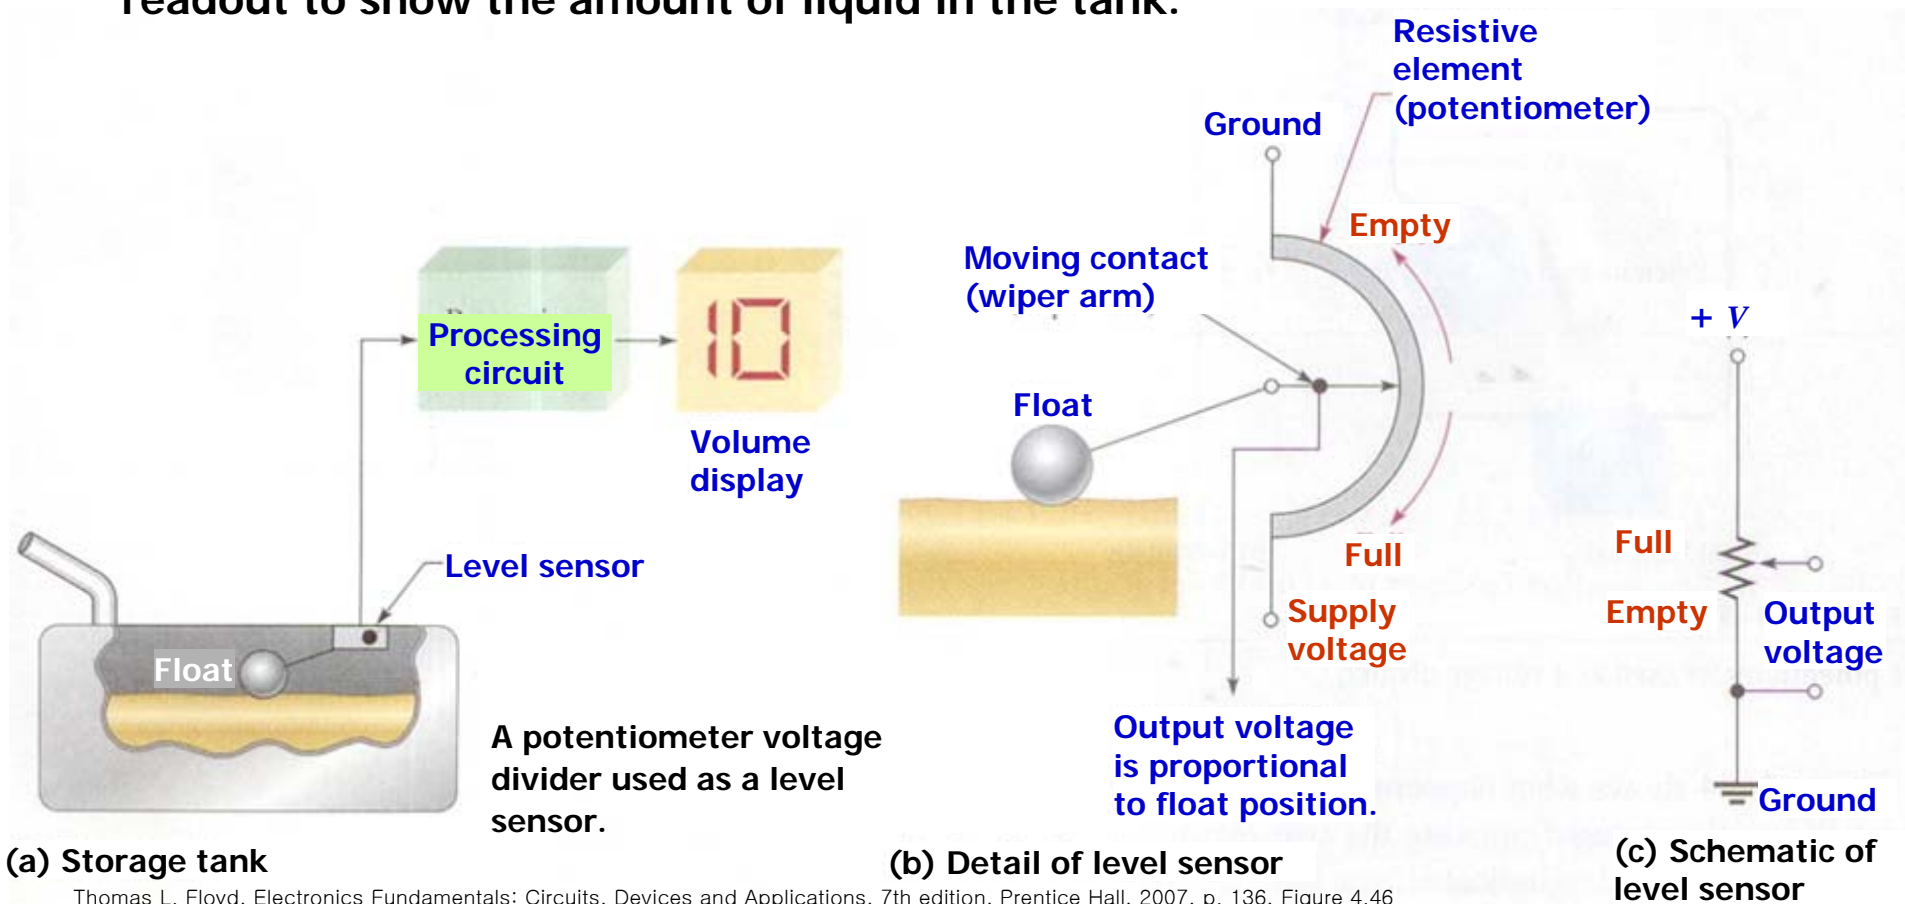 readout to show the amount of liquid in the tank.
Resistive
element
(potentiometer)
Ground
Empty
Moving contact
(wiper arm)
+ V
Processing
circuit
10
Float
Volume
display
Level sensor
Full
Full
Supply
voltage
Empty
Output
voltage
Float
A potentiometer voltage
divider used as a level
sensor.
Output voltage
is proportional
to float position.
Ground
(a) Storage tank
(b) Detail of level sensor
(c) Schematic of
level sensor
Thomas L. Floyd, Electronics Fundamentals: Circuits, Devices and Applications, 7th edition, Prentice Hall, 2007, p. 136, Figure 4.46